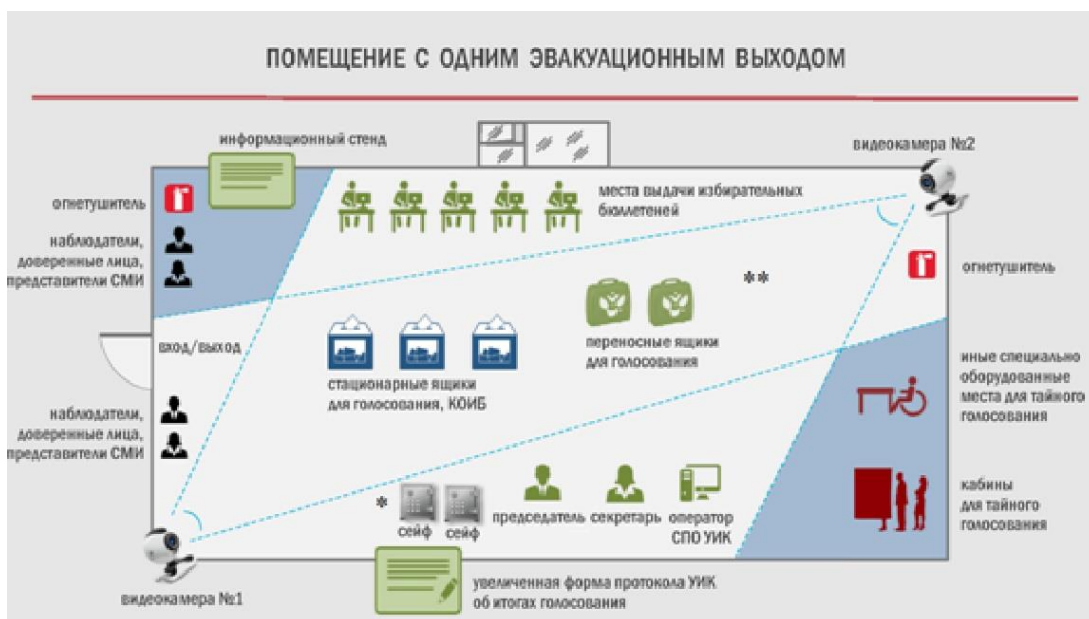 ПОМЕЩЕНИЕ С ОДНИМ ЭВАКУАЦИОННЫМ ВЫХОДОМ
информационный стенд
видеокамера №2
огнетушитель
места выдачи избирательных
бюллетеней
наблюдатели,
доверенные лица,
представители СМИ
огнетушитель
**
вход/выход
переносные ящики
для голосования
стационарные ящики
для голосования, КОИБ
иные специально
оборудованные
места для тайного
голосования
наблюдатели,
доверенные лица,
представители СМИ
*
сейф
сейф
председатель
секретарь
оператор
СПО УИК
кабины
для тайного
голосования
видеокамера №1
увеличенная форма протокола УИК
об итогах голосования